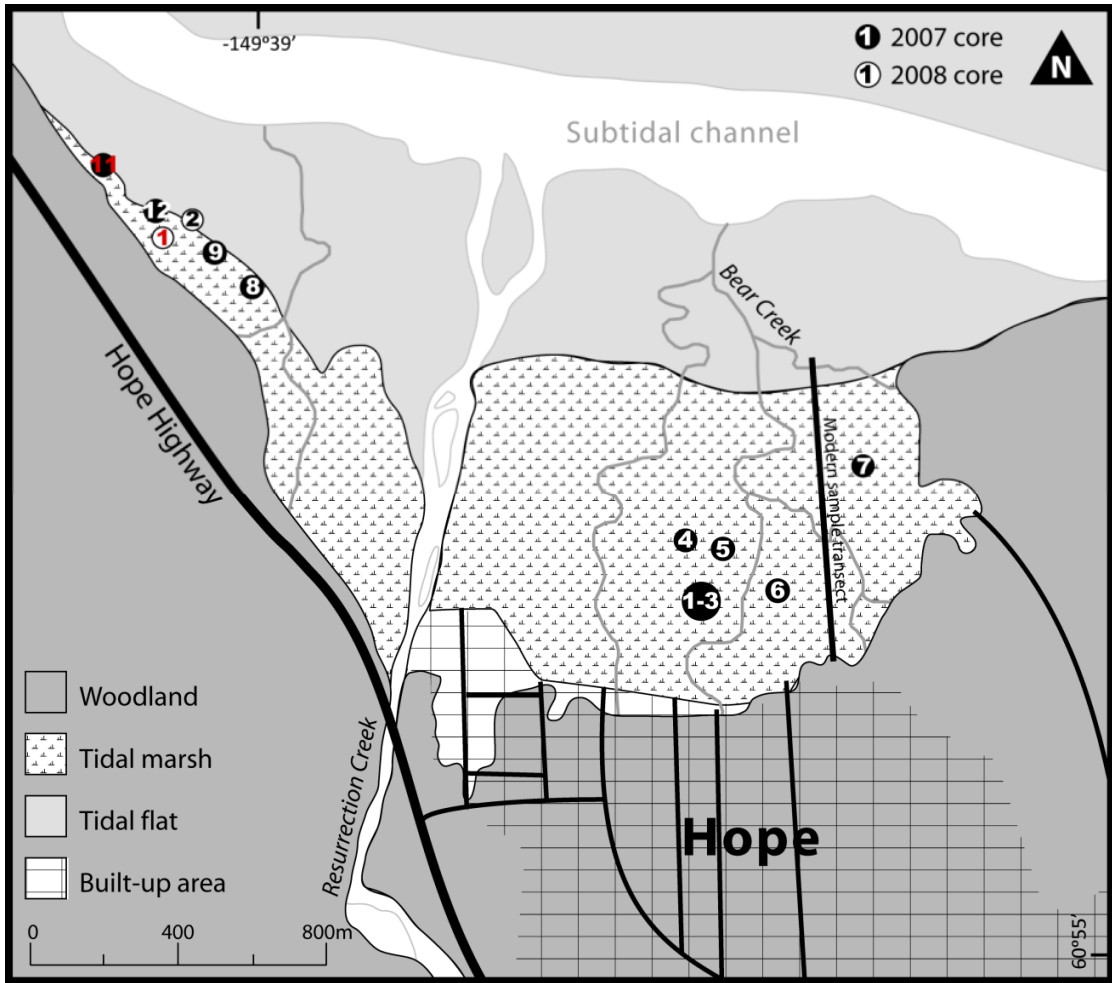 -149°39'
1 2007 core
1 2008 core
N
Subtidal channel
11
12
2
1
9
8
Bear Creek
Hope Highway
Modern sample transect
7
4
5
1-3
6
Woodland
Tidal marsh
Tidal flat
Built-up area
Resurrection Creek
Hope
0 400 800m
60°55'